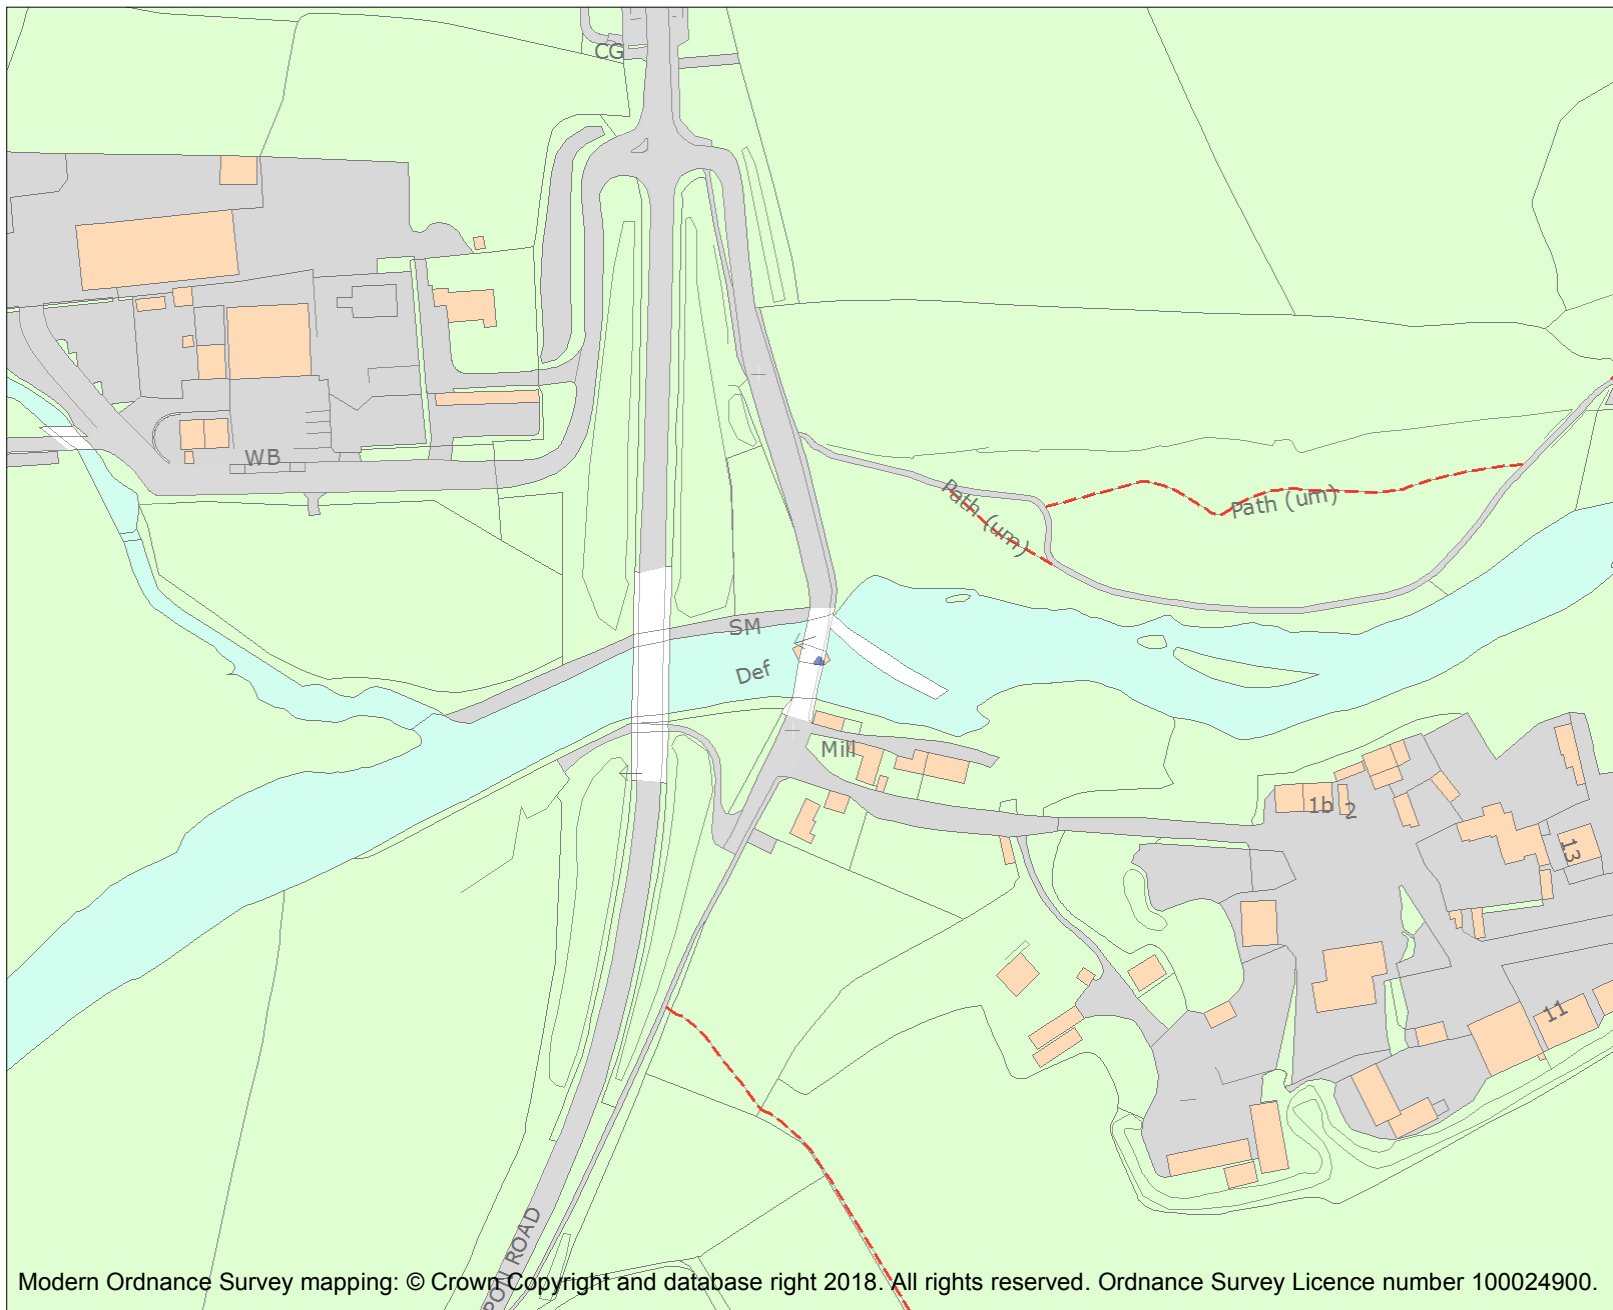 CG
WB
Path (um)
Path (um)
SM
Def
Mill
1b
2
13
11
Modern Ordnance Survey mapping: © Crown Copyright and database right 2018. All rights reserved. Ordnance Survey Licence number 100024900.